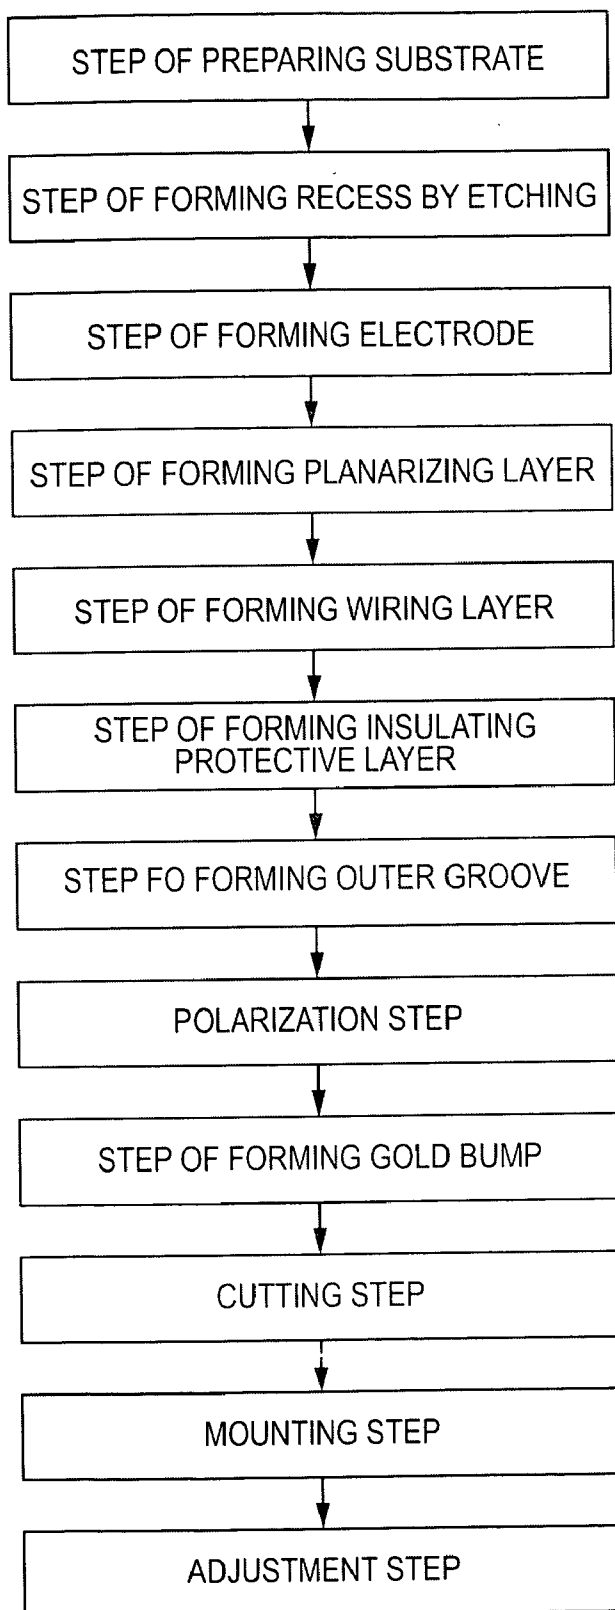 STEP OF PREPARING SUBSTRATE
STEP OF FORMING RECESS BY ETCHING
STEP OF FORMING ELECTRODE
STEP OF FORMING PLANARIZING LAYER
STEP OF FORMING WIRING LAYER
STEP OF FORMING INSULATING
PROTECTIVE LAYER
STEP FO FORMING OUTER GROOVE
POLARIZATION STEP
STEP OF FORMING GOLD BUMP
CUTTING STEP
MOUNTING STEP
ADJUSTMENT STEP